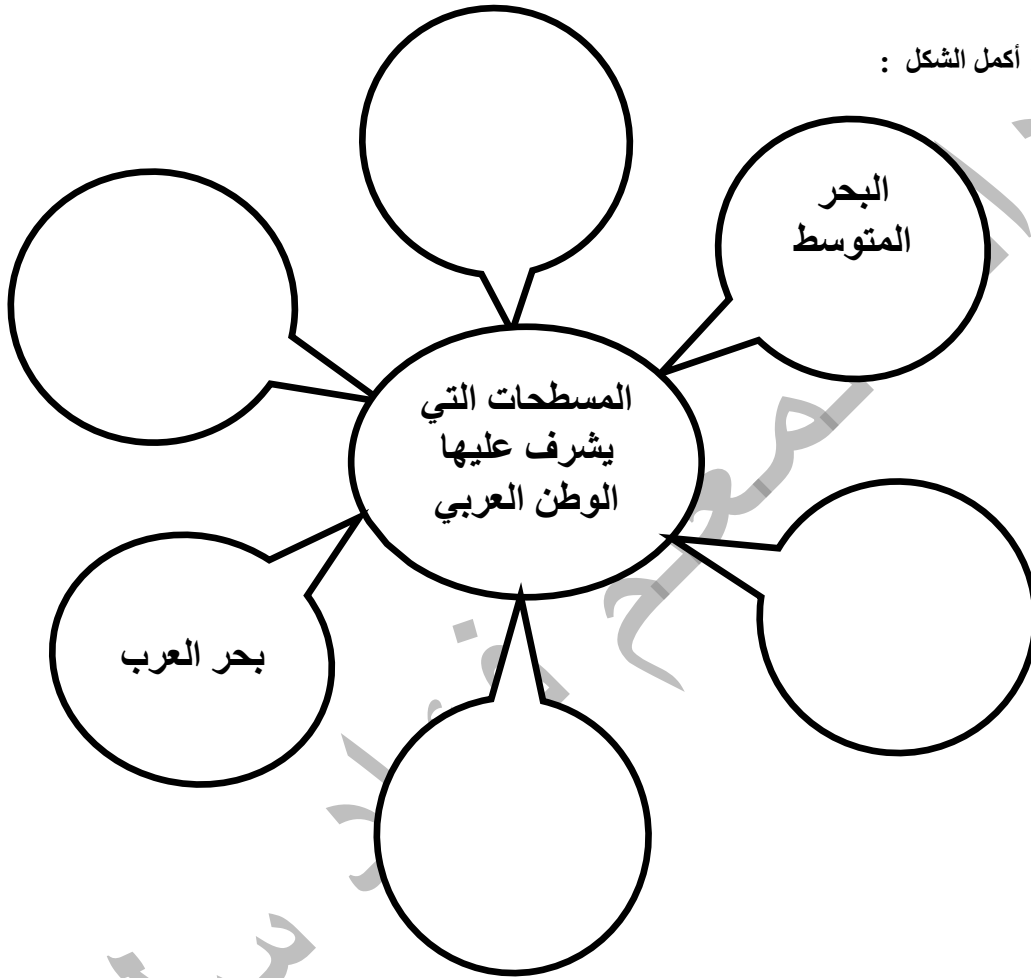 أكمل الشكل :
البحر
المتوسط
المسطحات التي
يشرف عليها
الوطن العربي
بحر العرب